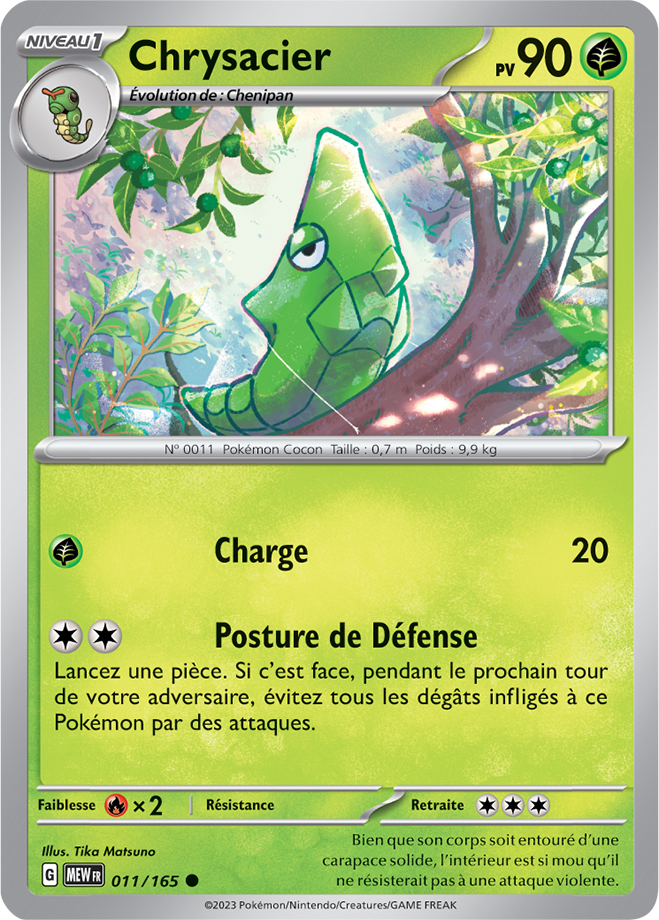 NIVEAU 1
Chrysacier
PV 90
Évolution de : Chenipan
Nº 0011 Pokémon Cocon Taille : 0,7 m Poids : 9,9 kg
Charge 20
Posture de Défense
Lancez une pièce. Si c'est face, pendant le prochain tour
de votre adversaire, évitez tous les dégâts infligés à ce
Pokémon par des attaques.
Faiblesse ×2 Résistance Retraite
Illus. Tika Matsuno
Bien que son corps soit entouré d'une
carapace solide, l'intérieur est si mou qu'il
ne résisterait pas à une attaque violente.
G MEW FR 011/165
©2023 Pokémon/Nintendo/Creatures/GAME FREAK